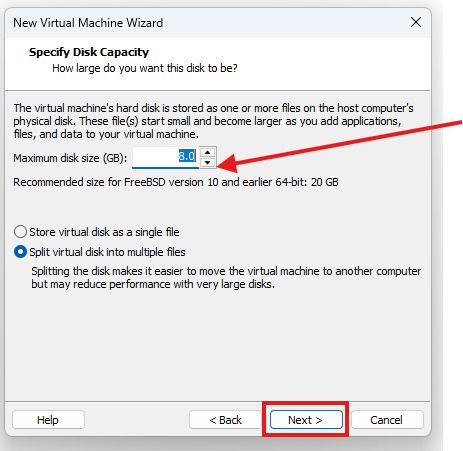 New Virtual Machine Wizard
Specify Disk Capacity
How large do you want this disk to be?
The virtual machine's hard disk is stored as one or more files on the host computer's
physical disk. These file(s) start small and become larger as you add applications,
files, and data to your virtual machine.
Maximum disk size (GB): 8.0
Recommended size for FreeBSD version 10 and earlier 64-bit: 20 GB
Store virtual disk as a single file
Split virtual disk into multiple files
Splitting the disk makes it easier to move the virtual machine to another computer
but may reduce performance with very large disks.
Help < Back Next > Cancel